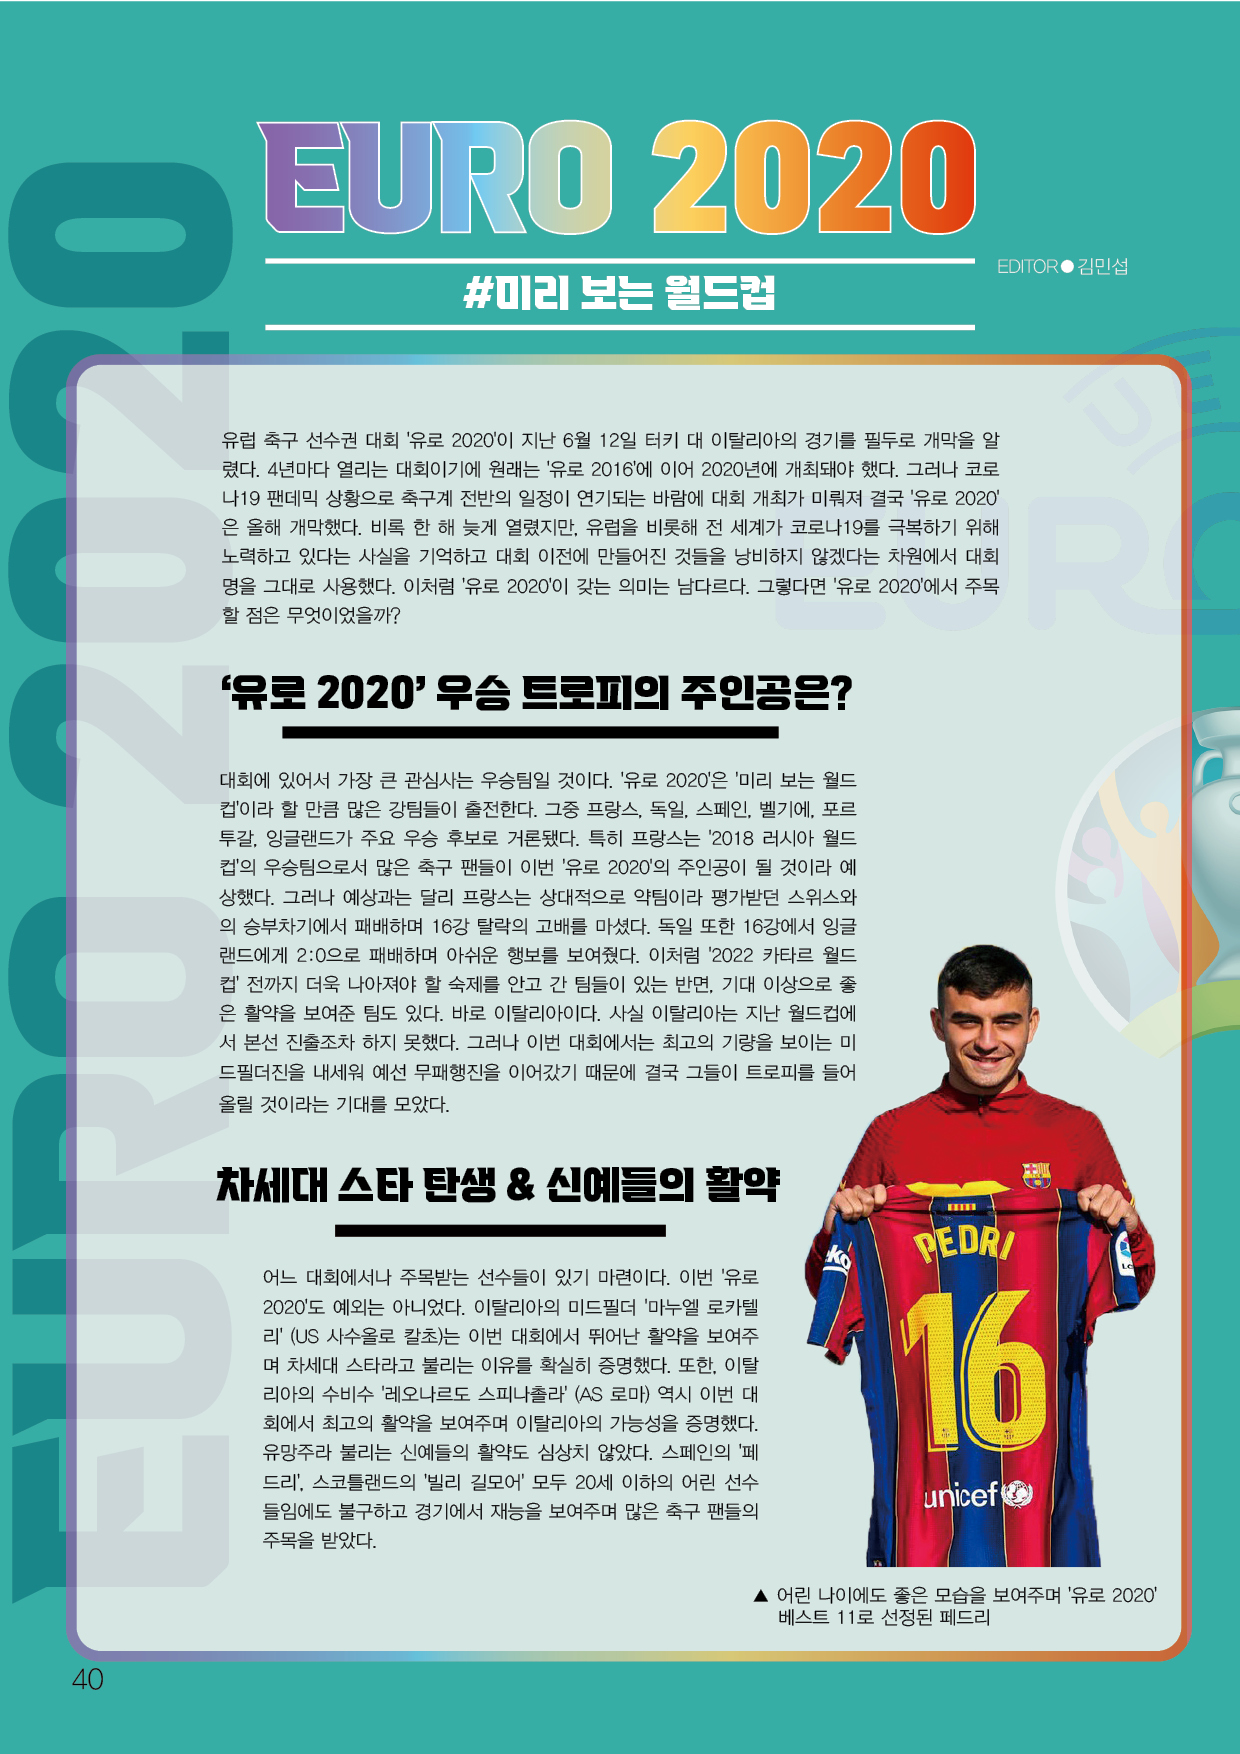 EURO 2020
EDITOR● 김민섭
#미리 보는 월드컵
EURO 2020
유럽 축구 선수권 대회 '유로 2020'이 지난 6월 12일 터키 대 이탈리아의 경기를 필두로 개막을 알
렸다. 4년마다 열리는 대회이기에 원래는 '유로 2016'에 이어 2020년에 개최돼야 했다. 그러나 코로
나19 팬데믹 상황으로 축구계 전반의 일정이 연기되는 바람에 대회 개최가 미뤄져 결국 '유로 2020'
은 올해 개막했다. 비록 한 해 늦게 열렸지만, 유럽을 비롯해 전 세계가 코로나19를 극복하기 위해
노력하고 있다는 사실을 기억하고 대회 이전에 만들어진 것들을 낭비하지 않겠다는 차원에서 대회
명을 그대로 사용했다. 이처럼 '유로 2020'이 갖는 의미는 남다르다. 그렇다면 '유로 2020'에서 주목
할 점은 무엇이었을까?
‘유로 2020’ 우승 트로피의 주인공은?
대회에 있어서 가장 큰 관심사는 우승팀일 것이다. '유로 2020'은 '미리 보는 월드
컵'이라 할 만큼 많은 강팀들이 출전한다. 그중 프랑스, 독일, 스페인, 벨기에, 포르
투갈, 잉글랜드가 주요 우승 후보로 거론됐다. 특히 프랑스는 '2018 러시아 월드
컵'의 우승팀으로서 많은 축구 팬들이 이번 '유로 2020'의 주인공이 될 것이라 예
상했다. 그러나 예상과는 달리 프랑스는 상대적으로 약팀이라 평가받던 스위스와
의 승부차기에서 패배하며 16강 탈락의 고배를 마셨다. 독일 또한 16강에서 잉글
랜드에게 2:0으로 패배하며 아쉬운 행보를 보여줬다. 이처럼 '2022 카타르 월드
컵' 전까지 더욱 나아져야 할 숙제를 안고 간 팀들이 있는 반면, 기대 이상으로 좋
은 활약을 보여준 팀도 있다. 바로 이탈리아이다. 사실 이탈리아는 지난 월드컵에
서 본선 진출조차 하지 못했다. 그러나 이번 대회에서는 최고의 기량을 보이는 미
드필더진을 내세워 예선 무패행진을 이어갔기 때문에 결국 그들이 트로피를 들어
올릴 것이라는 기대를 모았다.
차세대 스타 탄생 & 신예들의 활약
어느 대회에서나 주목받는 선수들이 있기 마련이다. 이번 '유로
2020'도 예외는 아니었다. 이탈리아의 미드필더 '마누엘 로카텔
리' (US 사수올로 칼초)는 이번 대회에서 뛰어난 활약을 보여주
며 차세대 스타라고 불리는 이유를 확실히 증명했다. 또한, 이탈
리아의 수비수 '레오나르도 스피나촐라' (AS 로마) 역시 이번 대
회에서 최고의 활약을 보여주며 이탈리아의 가능성을 증명했다.
유망주라 불리는 신예들의 활약도 심상치 않았다. 스페인의 '페
드리', 스코틀랜드의 '빌리 길모어' 모두 20세 이하의 어린 선수
들임에도 불구하고 경기에서 재능을 보여주며 많은 축구 팬들의
주목을 받았다.
PEDRI
16
unicef
▲ 어린 나이에도 좋은 모습을 보여주며 '유로 2020'
베스트 11로 선정된 페드리
40